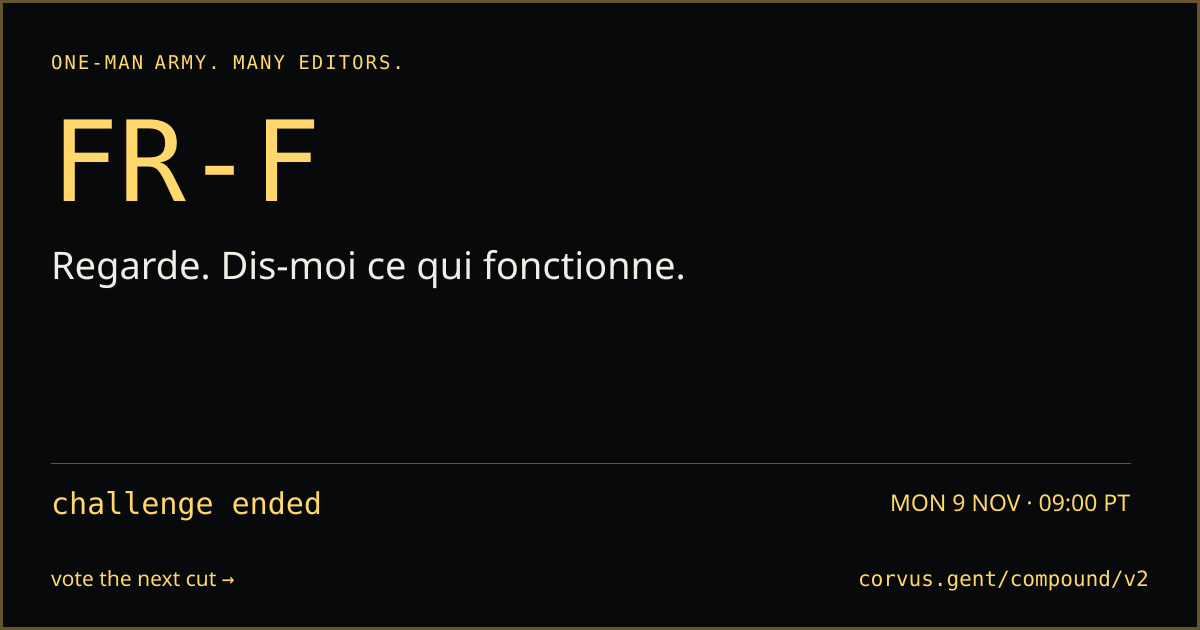 ONE-MAN ARMY. MANY EDITORS.
FR-F
Regarde. Dis-moi ce qui fonctionne.
challenge ended
MON 9 NOV · 09:00 PT
vote the next cut →
corvus.gent/compound/v2